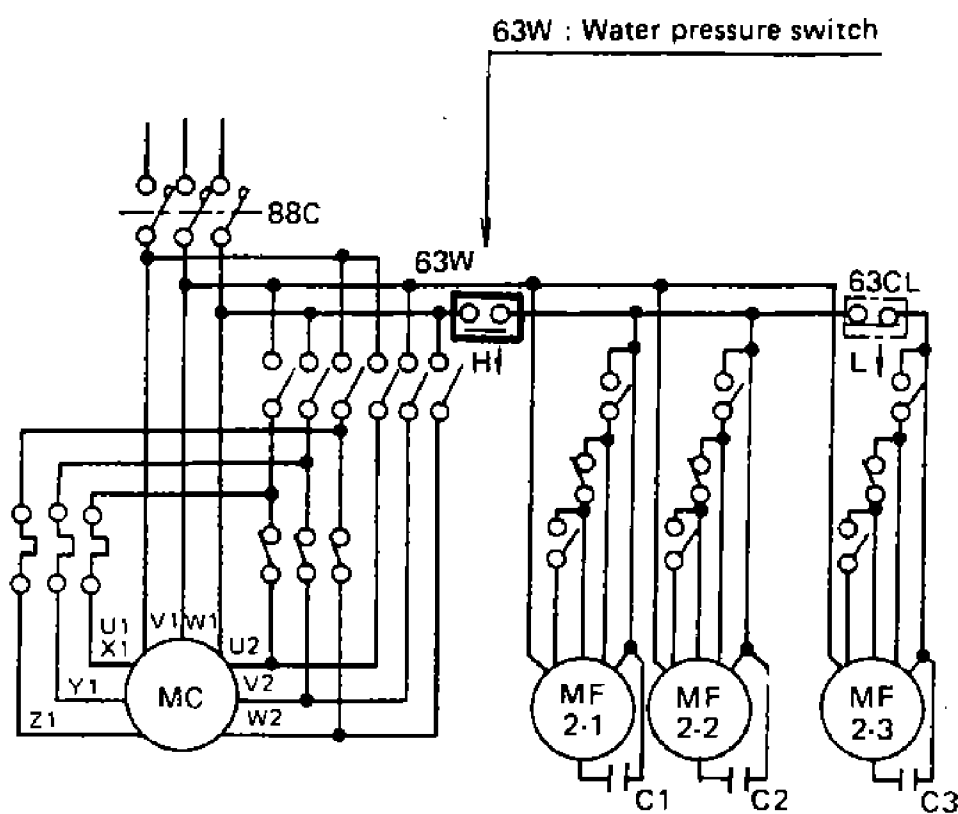 63W : Water pressure switch
88C
63W
63CL
H
L
U1
V1
W1
X1
U2
Y1
MC
V2
Z1
W2
MF
2-1
MF
2-2
MF
2-3
C1
C2
C3